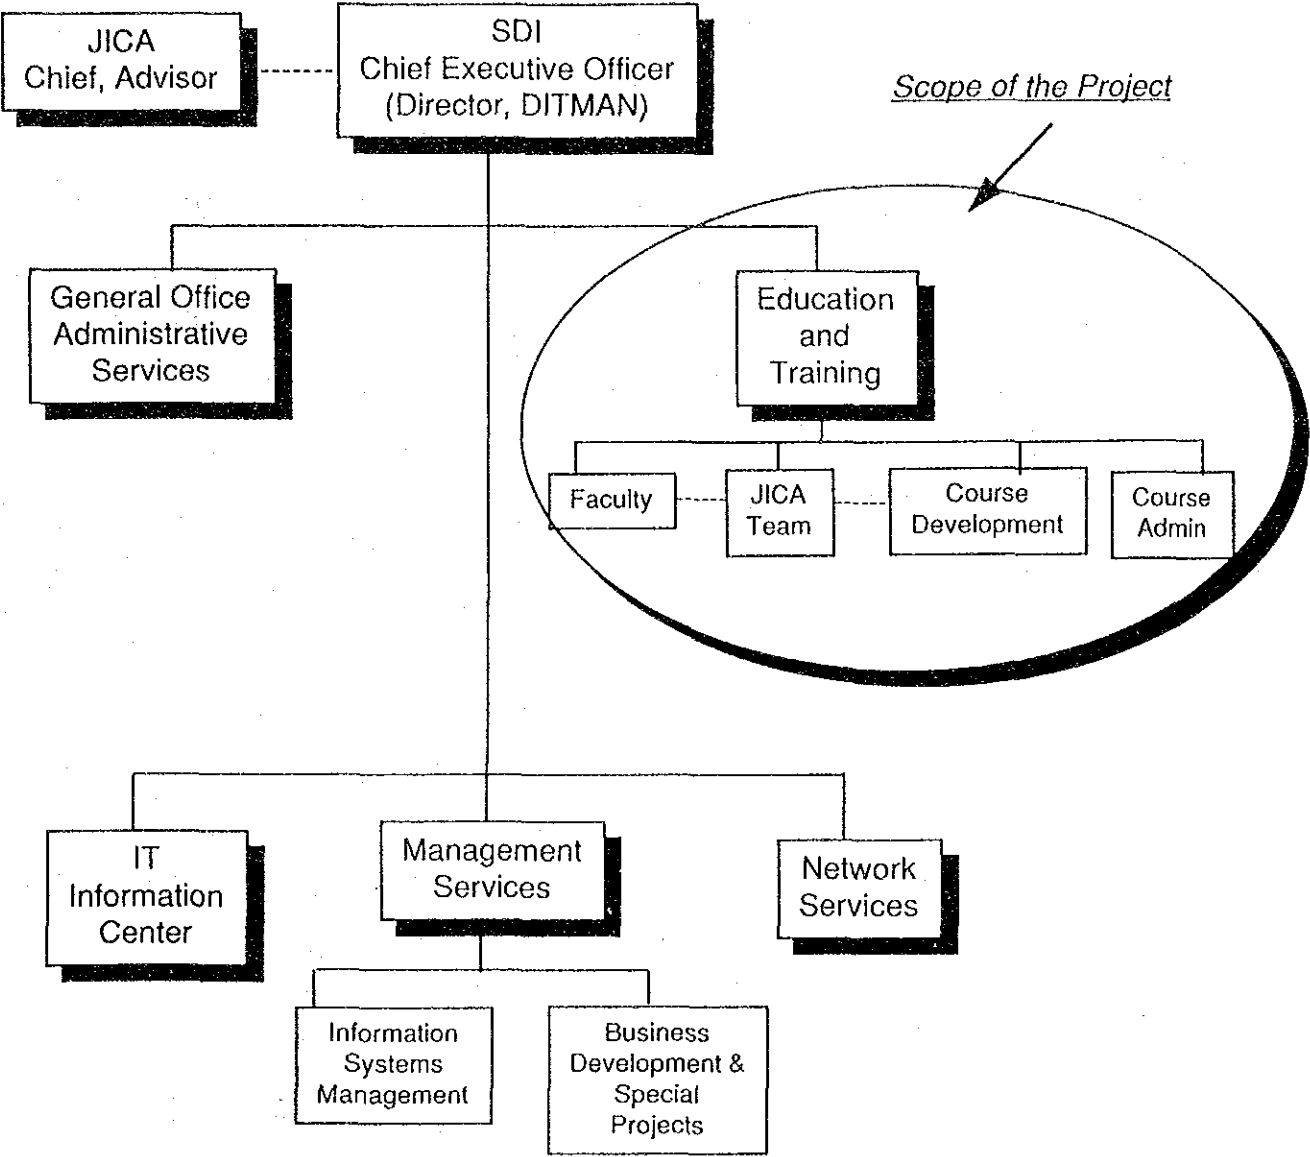 JICA
Chief, Advisor
SDI
Chief Executive Officer
(Director, DITMAN)
Scope of the Project
General Office
Administrative
Services
Education
and
Training
Faculty
JICA
Team
Course
Development
Course
Admin
IT
Information
Center
Management
Services
Network
Services
Information
Systems
Management
Business
Development &
Special
Projects